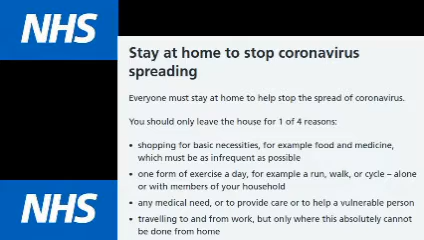 NHS
Stay at home to stop coronavirus
spreading
Everyone must stay at home to help stop the spread of coronavirus.
You should only leave the house for 1 of 4 reasons:
• shopping for basic necessities, for example food and medicine,
which must be as infrequent as possible
• one form of exercise a day, for example a run, walk, or cycle – alone
or with members of your household
• any medical need, or to provide care or to help a vulnerable person
• travelling to and from work, but only where this absolutely cannot
be done from home
NHS